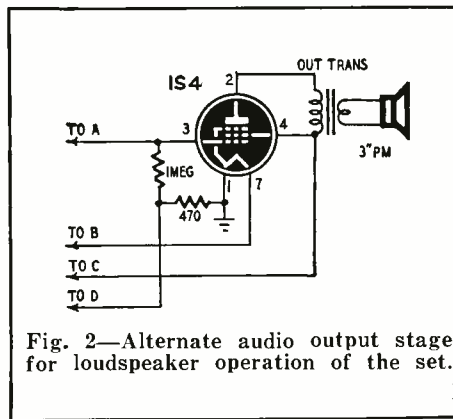 OUT TRANS
1S4
2
TO A
3
4
3"PM
1MEG
1
7
470
TO B
TO C
TO D
Fig. 2—Alternate audio output stage
for loudspeaker operation of the set.